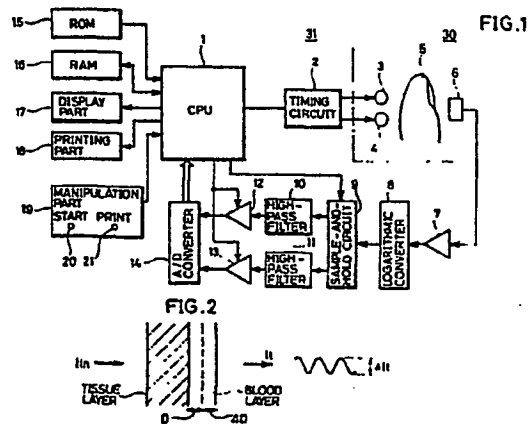 FIG.1
15
ROM
16
RAM
17
DISPLAY
PART
18
PRINTING
PART
19
MANIPULATION
PART
START PRINT
20
21
1
CPU
31
2
TIMING
CIRCUIT
3
4
5
30
6
7
8
LOGARITHMIC
CONVERTER
9
SAMPLE-AND-
HOLD CIRCUIT
10
HIGH-
PASS
FILTER
11
HIGH-
PASS
FILTER
12
13
14
A/D
CONVERTER
FIG.2
Iin
It
ΔIt
TISSUE
LAYER
BLOOD
LAYER
D
ΔD